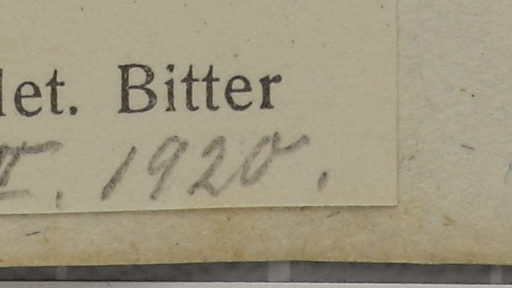 let. Bitter
I. 1920.